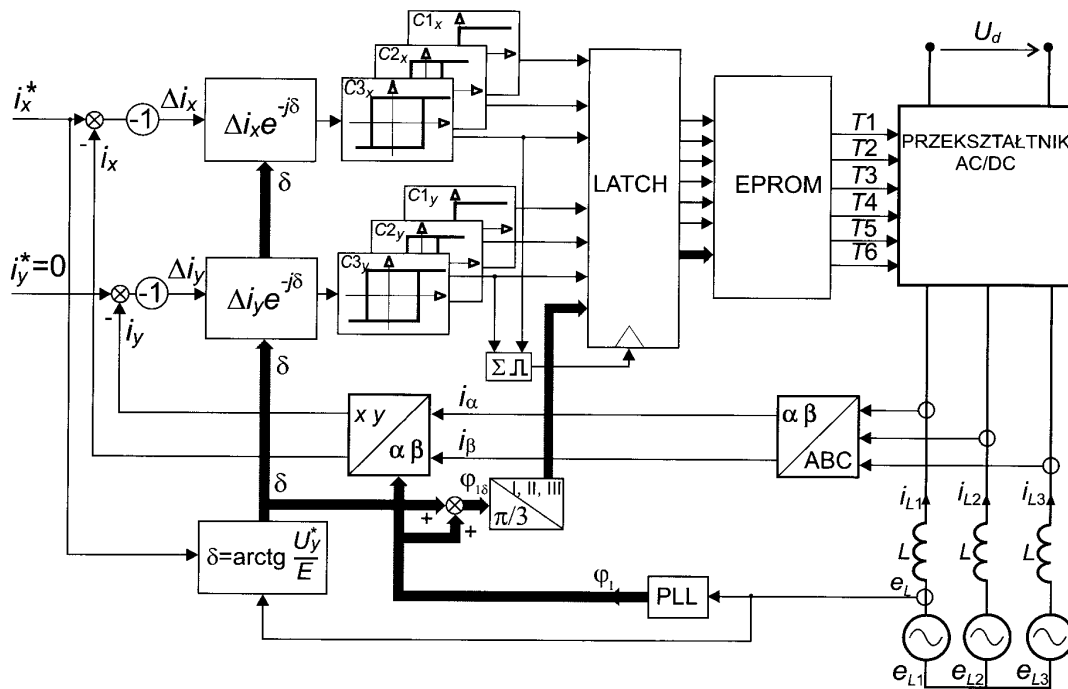 C1x
C2x
C3x
Ud
ix*
-
ix
-1
Δix
Δix e^-jδ
δ
LATCH
EPROM
T1
T2
T3
T4
T5
T6
PRZEKSZTAŁTNIK
AC/DC
C1y
C2y
C3y
iy*=0
-
iy
-1
Δiy
Δiy e^-jδ
δ
Σ
x y
α β
iα
iβ
α β
ABC
δ
+
+
φ1δ
I, II, III
π/3
iL1
iL2
iL3
L
L
L
δ=arctg Uy*/E
φ1
PLL
eL
eL1
eL2
eL3